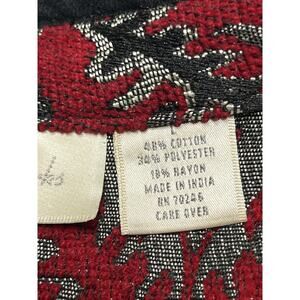 L
48% COTTON
34% POLYESTER
18% RAYON
MADE IN INDIA
RN 70246
CARE OVER